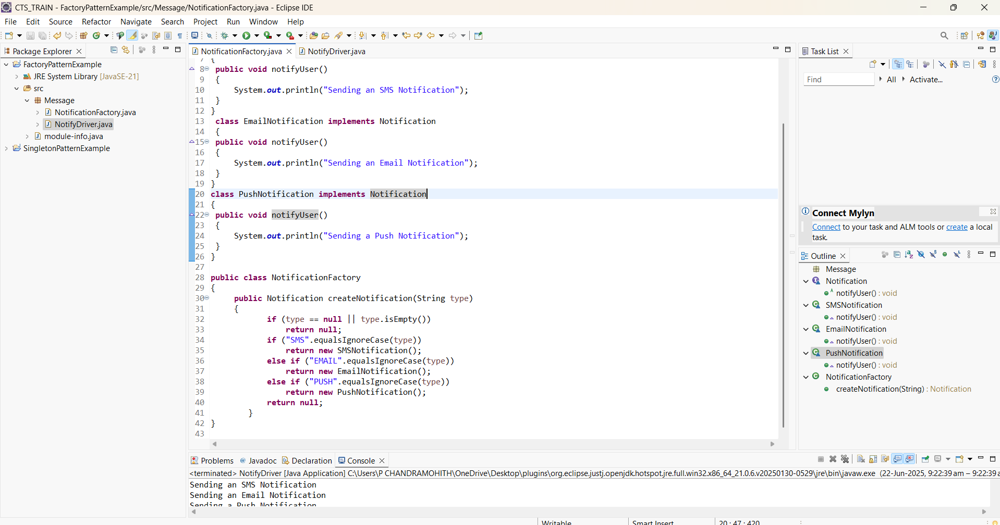 CTS_TRAIN - FactoryPatternExample/src/Message/NotificationFactory.java - Eclipse IDE
File Edit Source Refactor Navigate Search Project Run Window Help
Package Explorer
FactoryPatternExample
JRE System Library [JavaSE-21]
src
Message
NotificationFactory.java
NotifyDriver.java
module-info.java
SingletonPatternExample
NotificationFactory.java NotifyDriver.java
7 {
8 public void notifyUser()
9 {
10 System.out.println("Sending an SMS Notification");
11 }
12 }
13 class EmailNotification implements Notification
14 {
15 public void notifyUser()
16 {
17 System.out.println("Sending an Email Notification");
18 }
19 }
20 class PushNotification implements Notification
21 {
22 public void notifyUser()
23 {
24 System.out.println("Sending a Push Notification");
25 }
26 }
27
28 public class NotificationFactory
29 {
30 public Notification createNotification(String type)
31 {
32 if (type == null || type.isEmpty())
33 return null;
34 if ("SMS".equalsIgnoreCase(type))
35 return new SMSNotification();
36 else if ("EMAIL".equalsIgnoreCase(type))
37 return new EmailNotification();
38 else if ("PUSH".equalsIgnoreCase(type))
39 return new PushNotification();
40 return null;
41 }
42 }
43
Task List
Find All Activate...
Connect Mylyn
Connect to your task and ALM tools or create a local
task.
Outline
Message
Notification
notifyUser() : void
SMSNotification
notifyUser() : void
EmailNotification
notifyUser() : void
PushNotification
notifyUser() : void
NotificationFactory
createNotification(String) : Notification
Problems Javadoc Declaration Console
<terminated> NotifyDriver [Java Application] C:\Users\P CHANDRAMOHITH\OneDrive\Desktop\plugins\org.eclipse.justj.openjdk.hotspot.jre.full.win32.x86_64_21.0.6.v20250130-0529\jre\bin\javaw.exe (22-Jun-2025, 9:22:39 am – 9:22:39 a
Sending an SMS Notification
Sending an Email Notification
Sending a Push Notification
Writable Smart Insert 20 : 47 : 420